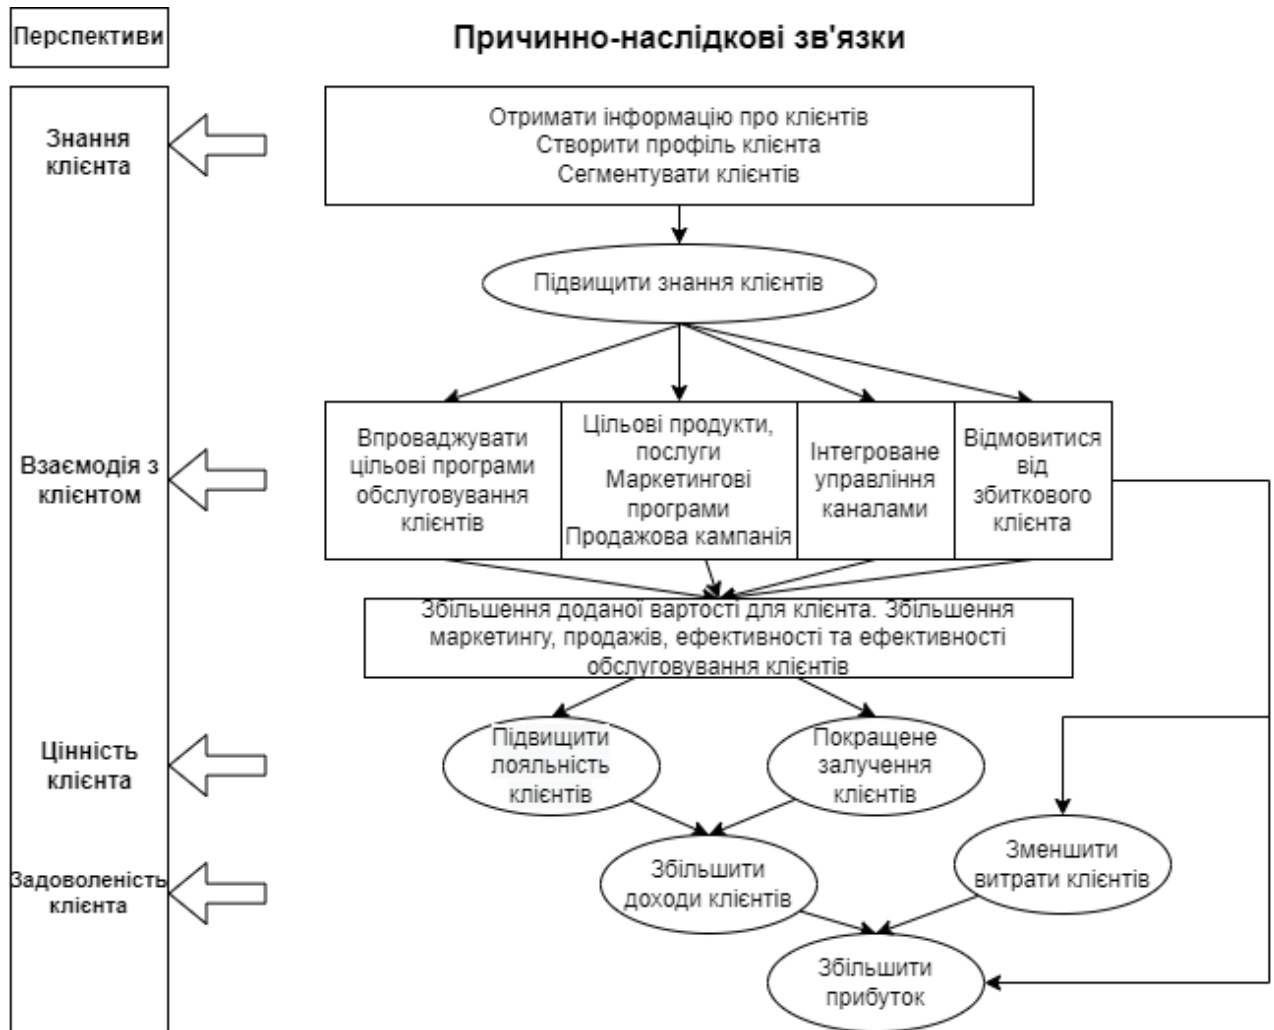 Перспективи
Причинно-наслідкові зв'язки
Знання
клієнта
Отримати інформацію про клієнтів
Створити профіль клієнта
Сегментувати клієнтів
Підвищити знання клієнтів
Взаємодія з
клієнтом
Впроваджувати
цільові програми
обслуговування
клієнтів
Цільові продукти,
послуги
Маркетингові
програми
Продажова кампанія
Інтегроване
управління
каналами
Відмовитися
від
збиткового
клієнта
Збільшення доданої вартості для клієнта. Збільшення
маркетингу, продажів, ефективності та ефективності
обслуговування клієнтів
Цінність
клієнта
Підвищити
лояльність
клієнтів
Покращене
залучення
клієнтів
Задоволеність
клієнта
Збільшити
доходи клієнтів
Зменшити
витрати клієнтів
Збільшити
прибуток